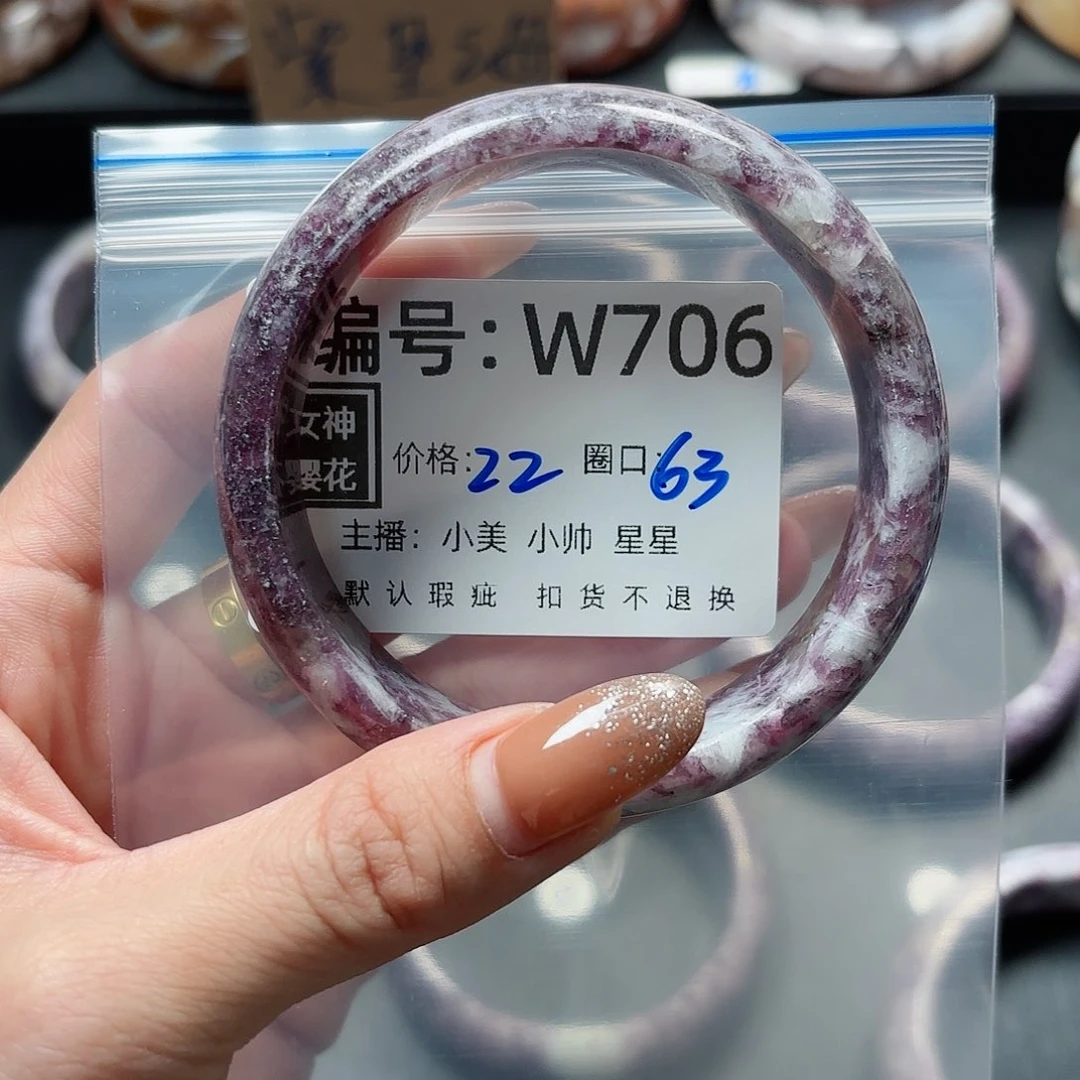 编号：W706
女神
樱花
价格:22 圈口:63
主播：小美 小帅 星星
默认瑕疵 扣货不退换